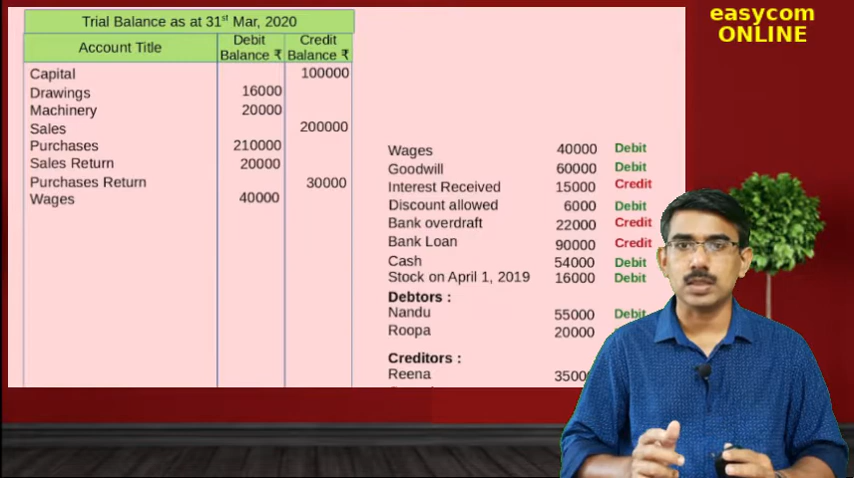 easycom
ONLINE
Trial Balance as at 31st Mar, 2020
Account Title Debit Balance ₹ Credit Balance ₹
Capital 100000
Drawings 16000
Machinery 20000
Sales 200000
Purchases 210000
Sales Return 20000
Purchases Return 30000
Wages 40000
Wages 40000 Debit
Goodwill 60000 Debit
Interest Received 15000 Credit
Discount allowed 6000 Debit
Bank overdraft 22000 Credit
Bank Loan 90000 Credit
Cash 54000 Debit
Stock on April 1, 2019 16000 Debit
Debtors :
Nandu 55000 Debit
Roopa 20000
Creditors :
Reena